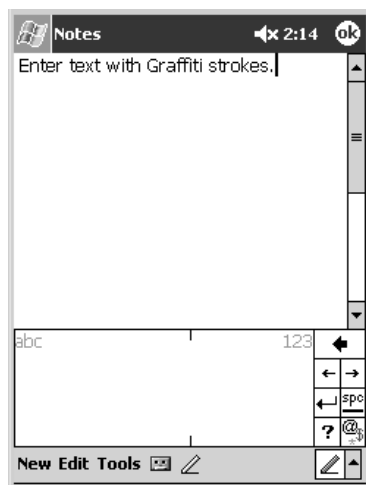 Notes 2:14 ok
Enter text with Graffiti strokes.
abc 123
spc
? @*$
New Edit Tools